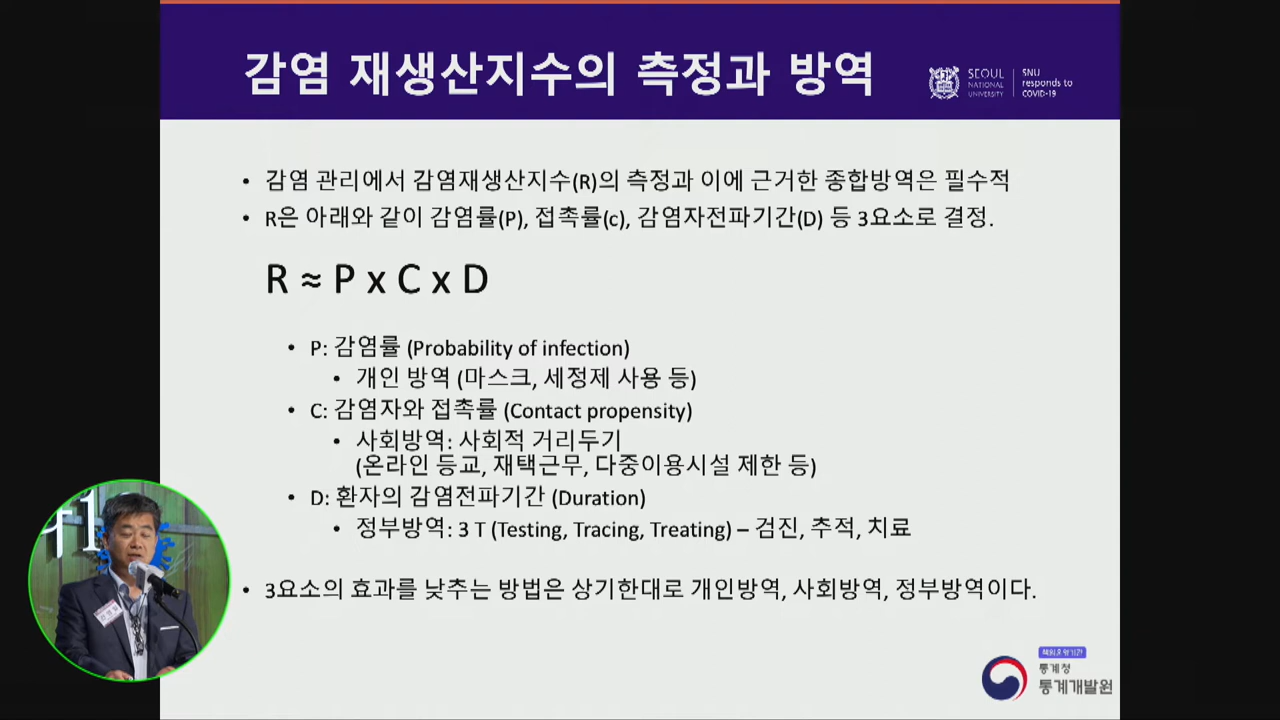 감염 재생산지수의 측정과 방역
SEOUL
NATIONAL
UNIVERSITY
SNU
responds to
COVID-19
• 감염 관리에서 감염재생산지수(R)의 측정과 이에 근거한 종합방역은 필수적
• R은 아래와 같이 감염률(P), 접촉률(c), 감염자전파기간(D) 등 3요소로 결정.
R ≈ P x C x D
• P: 감염률 (Probability of infection)
• 개인 방역 (마스크, 세정제 사용 등)
• C: 감염자와 접촉률 (Contact propensity)
• 사회방역: 사회적 거리두기
(온라인 등교, 재택근무, 다중이용시설 제한 등)
• D: 환자의 감염전파기간 (Duration)
• 정부방역: 3 T (Testing, Tracing, Treating) – 검진, 추적, 치료
• 3요소의 효과를 낮추는 방법은 상기한대로 개인방역, 사회방역, 정부방역이다.
책임운영기관
통계청
통계개발원